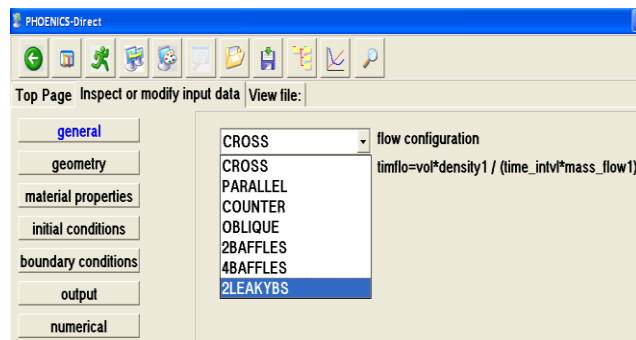 PHOENICS-Direct
Top Page Inspect or modify input data View file:
general
geometry
material properties
initial conditions
boundary conditions
output
numerical
CROSS flow configuration
CROSS timflo=vol*density1 / (time_intvl*mass_flow1)
PARALLEL
COUNTER
OBLIQUE
2BAFFLES
4BAFFLES
2LEAKYBS